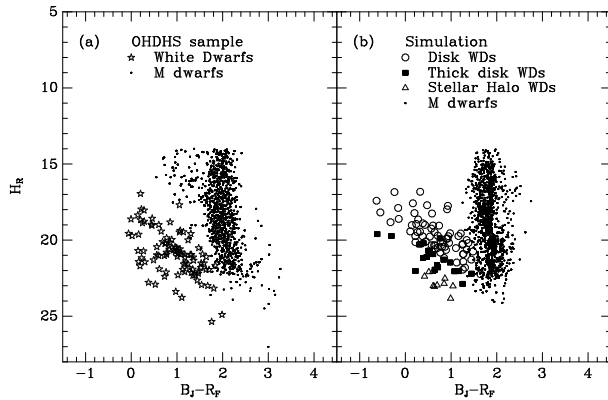 5
10
15
20
25
H_R
(a) OHDHS sample
White Dwarfs
M dwarfs
−1 0 1 2 3 4
B_J−R_F
(b) Simulation
Disk WDs
Thick disk WDs
Stellar Halo WDs
M dwarfs
−1 0 1 2 3 4
B_J−R_F